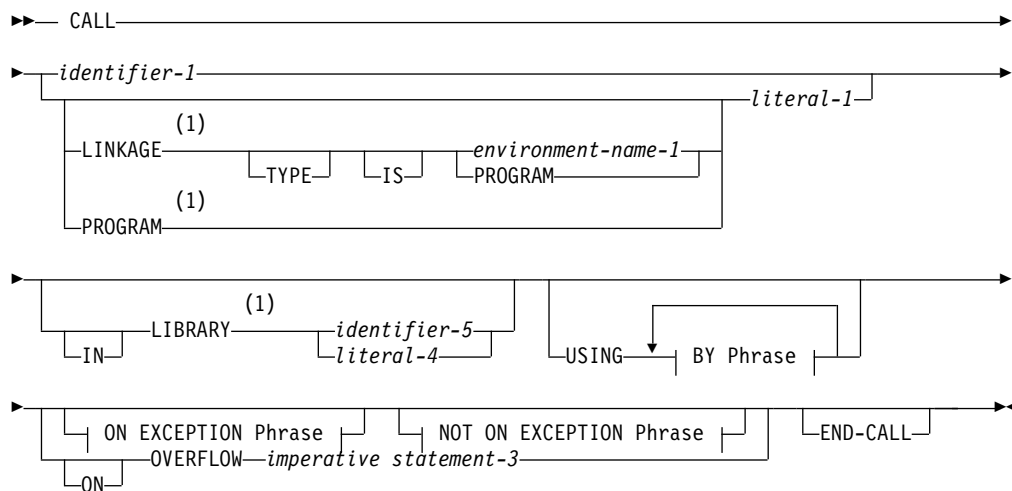 CALL
identifier-1
literal-1
(1)
LINKAGE environment-name-1
TYPE IS PROGRAM
(1)
PROGRAM
(1)
LIBRARY identifier-5
IN literal-4 USING BY Phrase
ON EXCEPTION Phrase NOT ON EXCEPTION Phrase END-CALL
OVERFLOW imperative statement-3
ON